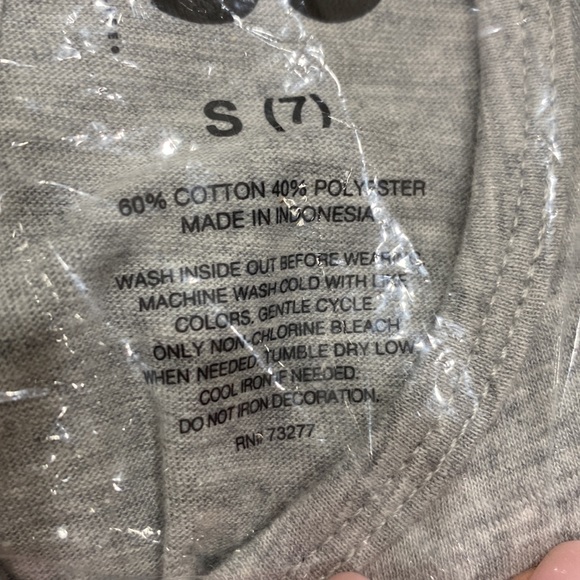 S (7)
60% COTTON 40% POLYESTER
MADE IN INDONESIA
WASH INSIDE OUT BEFORE WEARING
MACHINE WASH COLD WITH LIKE
COLORS, GENTLE CYCLE
ONLY NON-CHLORINE BLEACH
WHEN NEEDED, TUMBLE DRY LOW
COOL IRON IF NEEDED.
DO NOT IRON DECORATION.
RN# 73277